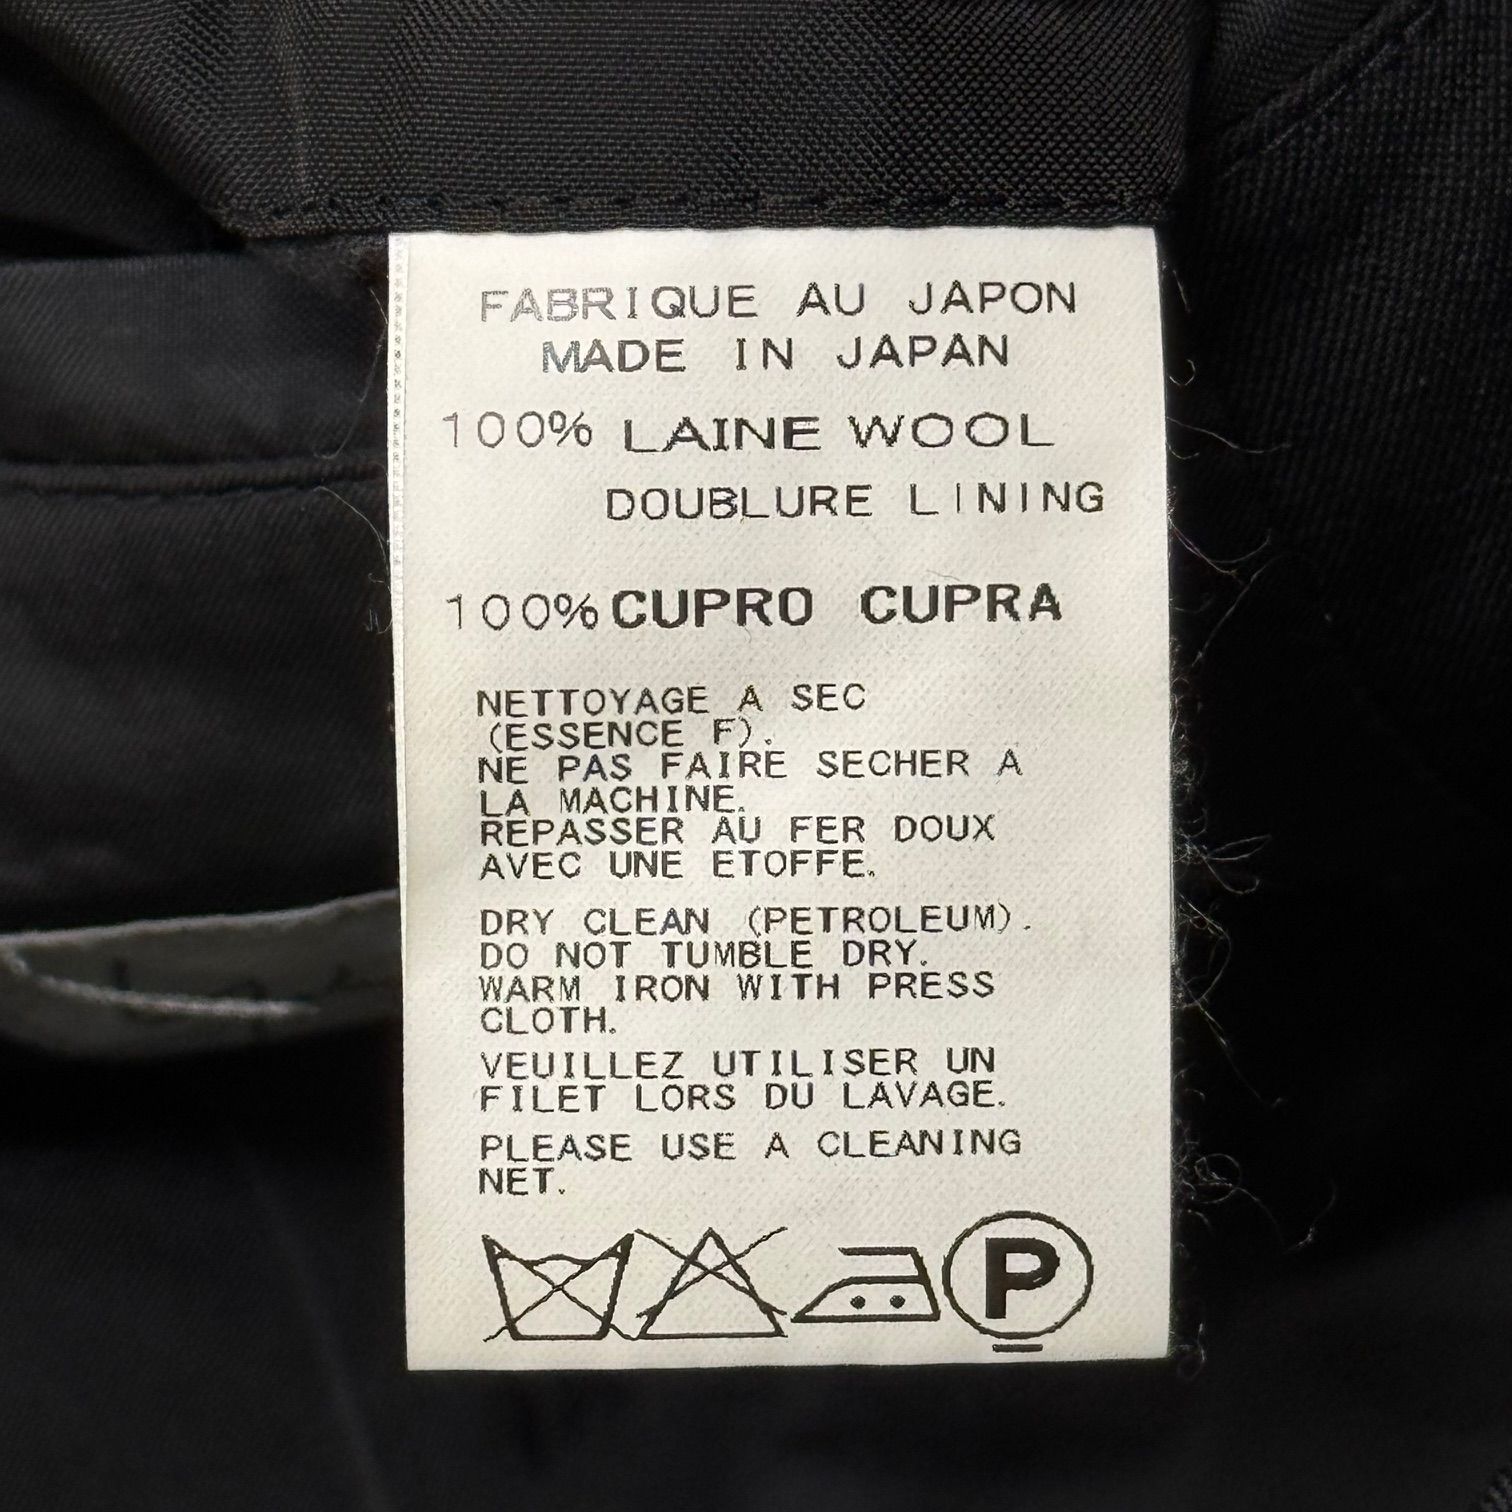 FABRIQUE AU JAPON
MADE IN JAPAN
100% LAINE WOOL
DOUBLURE LINING
100% CUPRO CUPRA
NETTOYAGE A SEC
(ESSENCE F).
NE PAS FAIRE SECHER A
LA MACHINE.
REPASSER AU FER DOUX
AVEC UNE ETOFFE.
DRY CLEAN (PETROLEUM).
DO NOT TUMBLE DRY.
WARM IRON WITH PRESS
CLOTH.
VEUILLEZ UTILISER UN
FILET LORS DU LAVAGE.
PLEASE USE A CLEANING
NET.
P